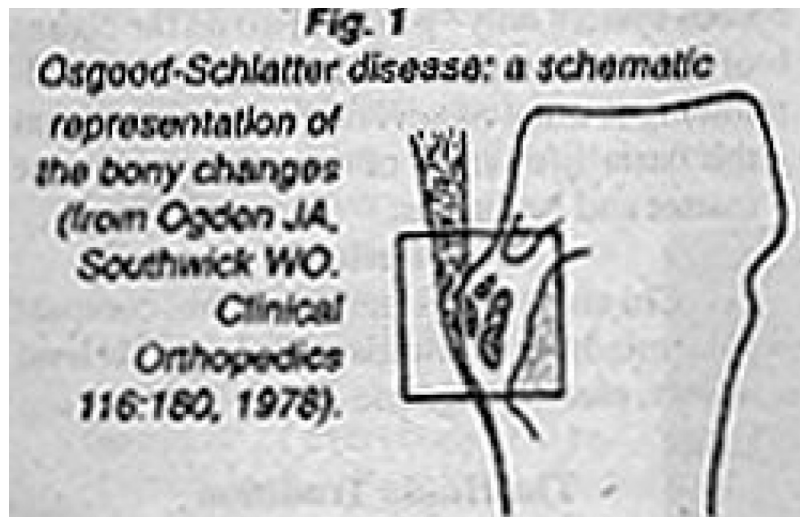 Fig. 1
Osgood-Schlatter disease: a schematic
representation of
the bony changes
(from Ogden JA,
Southwick WO.
Clinical
Orthopedics
116:180, 1978).